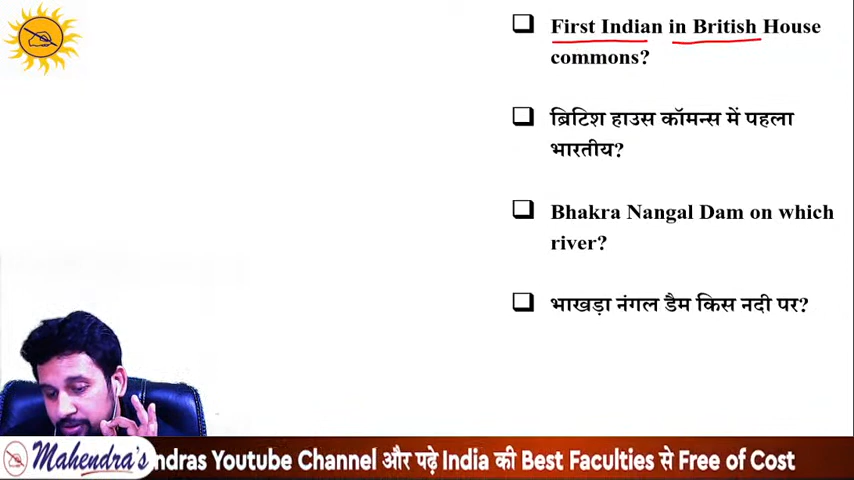 First Indian in British House
commons?
ब्रिटिश हाउस कॉमन्स में पहला
भारतीय?
Bhakra Nangal Dam on which
river?
भाखड़ा नंगल डैम किस नदी पर?
Mahendra's ndras Youtube Channel और पढ़े India की Best Faculties से Free of Cost